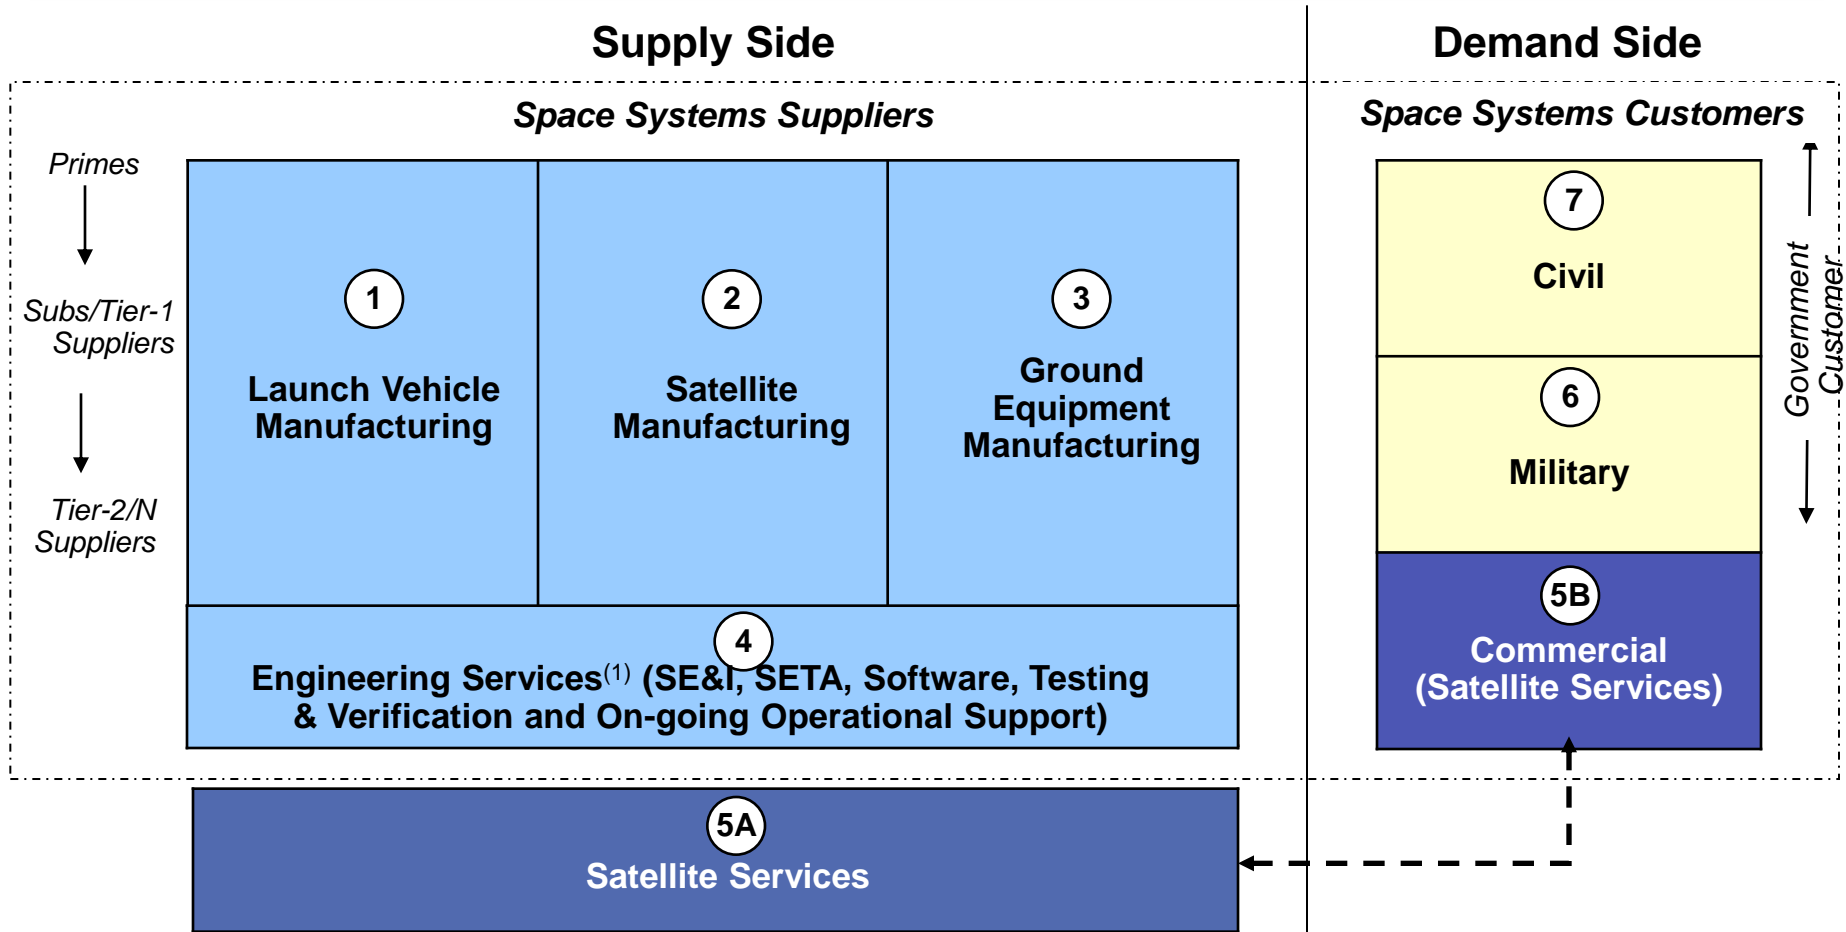 Supply Side
Demand Side
Space Systems Suppliers
Space Systems Customers
Primes
Subs/Tier-1
Suppliers
Tier-2/N
Suppliers
1
Launch Vehicle
Manufacturing
2
Satellite
Manufacturing
3
Ground
Equipment
Manufacturing
4
Engineering Services(1) (SE&I, SETA, Software, Testing
& Verification and On-going Operational Support)
5A
Satellite Services
7
Civil
6
Military
5B
Commercial
(Satellite Services)
Government
Customer